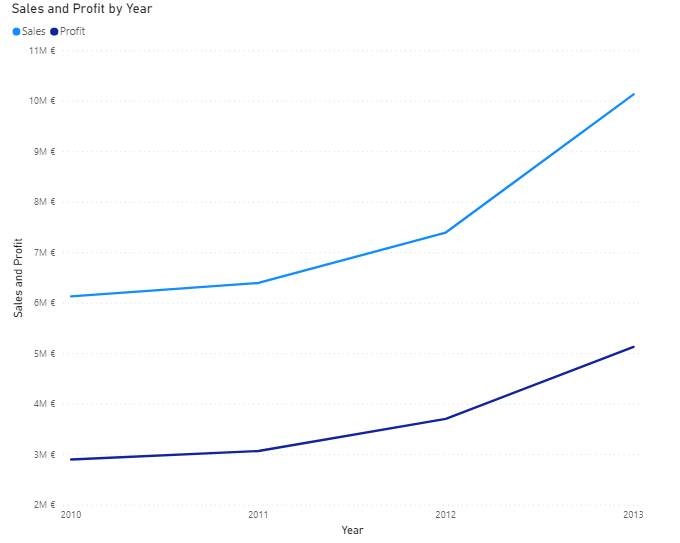 Sales and Profit by Year
Sales Profit
11M €
10M €
9M €
8M €
7M €
6M €
5M €
4M €
3M €
2M €
Sales and Profit
2010 2011 2012 2013
Year